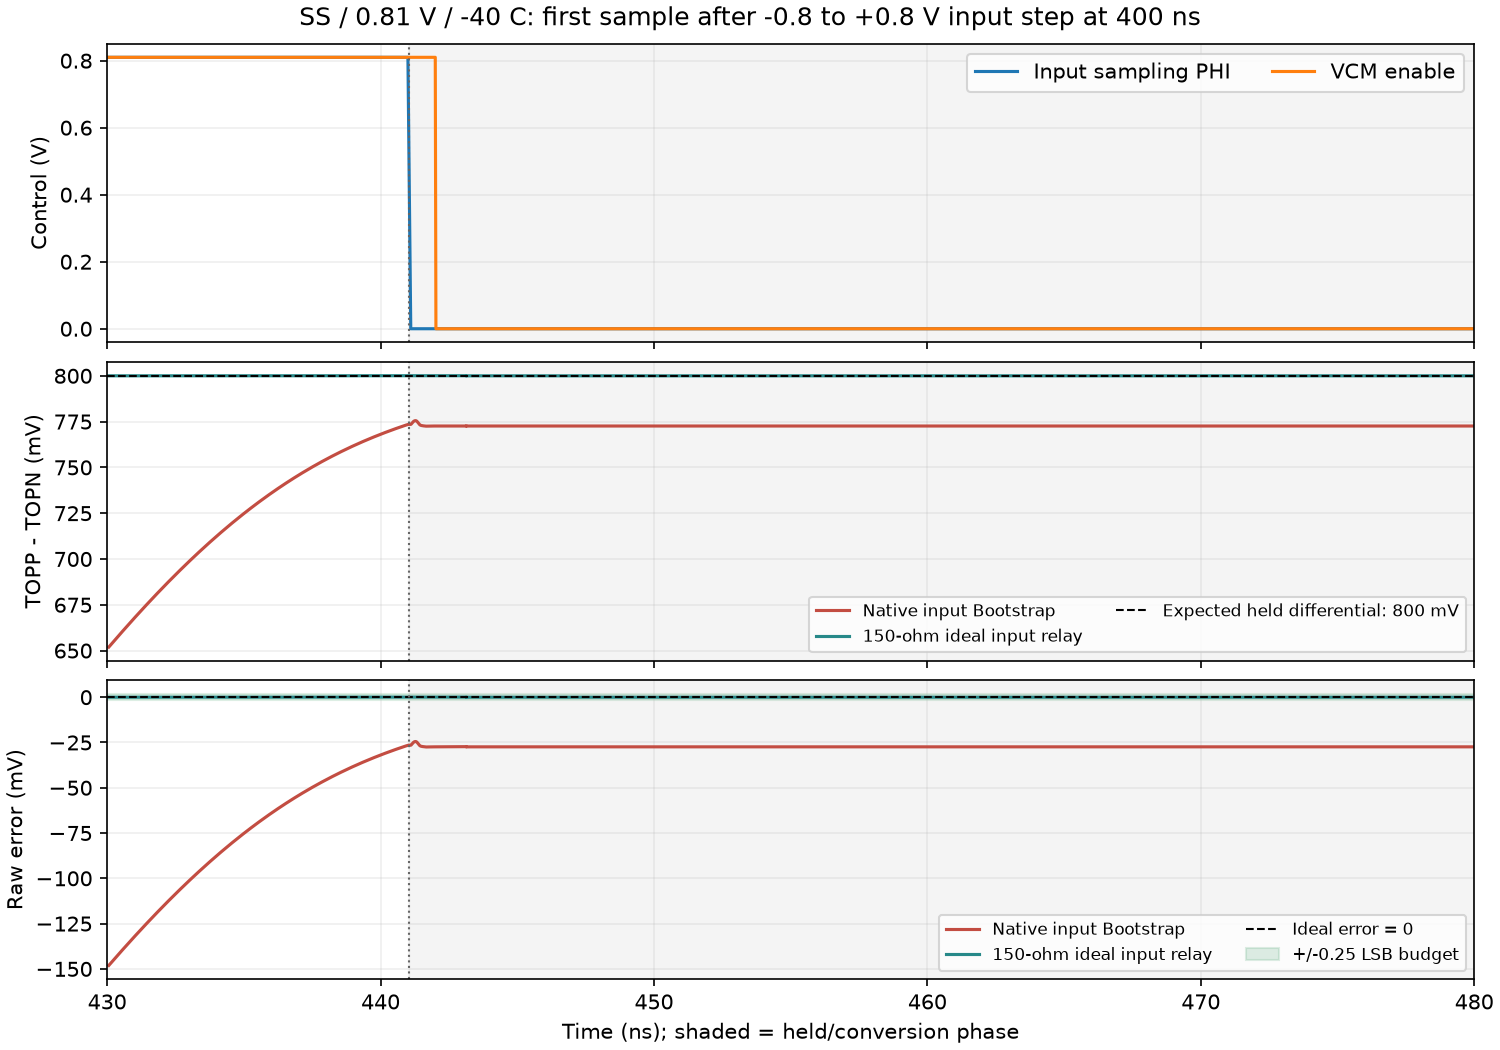 SS / 0.81 V / -40 C: first sample after -0.8 to +0.8 V input step at 400 ns
Control (V)
0.8
0.6
0.4
0.2
0.0
Input sampling PHI
VCM enable
TOPP - TOPN (mV)
800
775
750
725
700
675
650
Native input Bootstrap
150-ohm ideal input relay
Expected held differential: 800 mV
Raw error (mV)
0
−25
−50
−75
−100
−125
−150
Native input Bootstrap
150-ohm ideal input relay
Ideal error = 0
+/-0.25 LSB budget
430
440
450
460
470
480
Time (ns); shaded = held/conversion phase